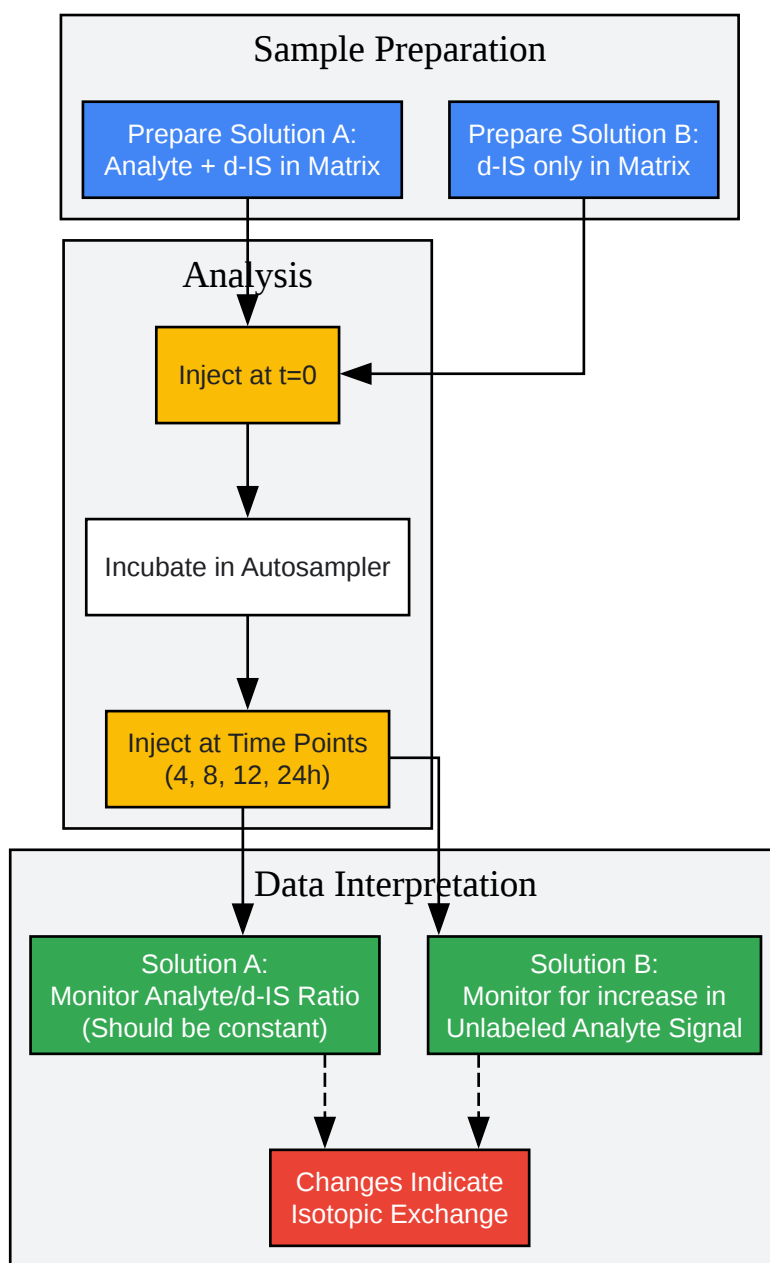 Sample Preparation
Prepare Solution A:
Analyte + d-IS in Matrix
Prepare Solution B:
d-IS only in Matrix
Analysis
Inject at t=0
Incubate in Autosampler
Inject at Time Points
(4, 8, 12, 24h)
Data Interpretation
Solution A:
Monitor Analyte/d-IS Ratio
(Should be constant)
Solution B:
Monitor for increase in
Unlabeled Analyte Signal
Changes Indicate
Isotopic Exchange